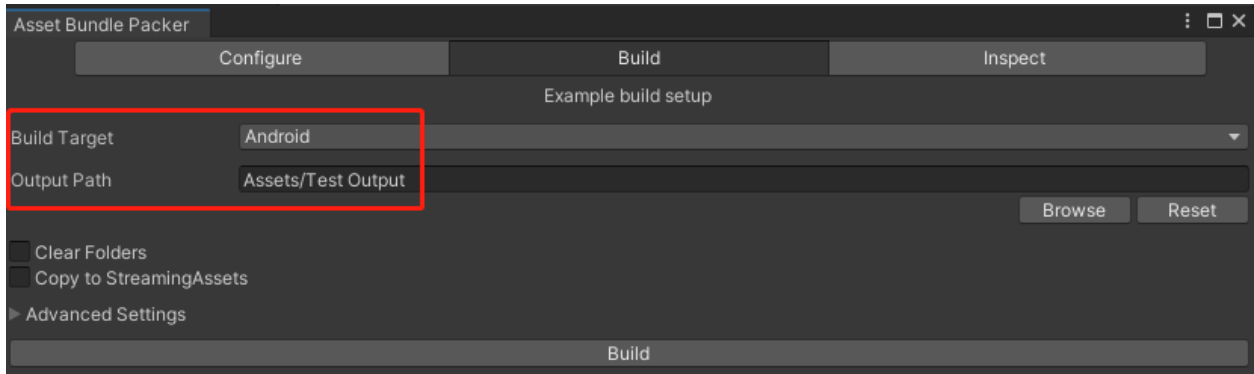 Asset Bundle Packer
Configure Build Inspect
Example build setup
Build Target Android
Output Path Assets/Test Output
Browse Reset
Clear Folders
Copy to StreamingAssets
Advanced Settings
Build